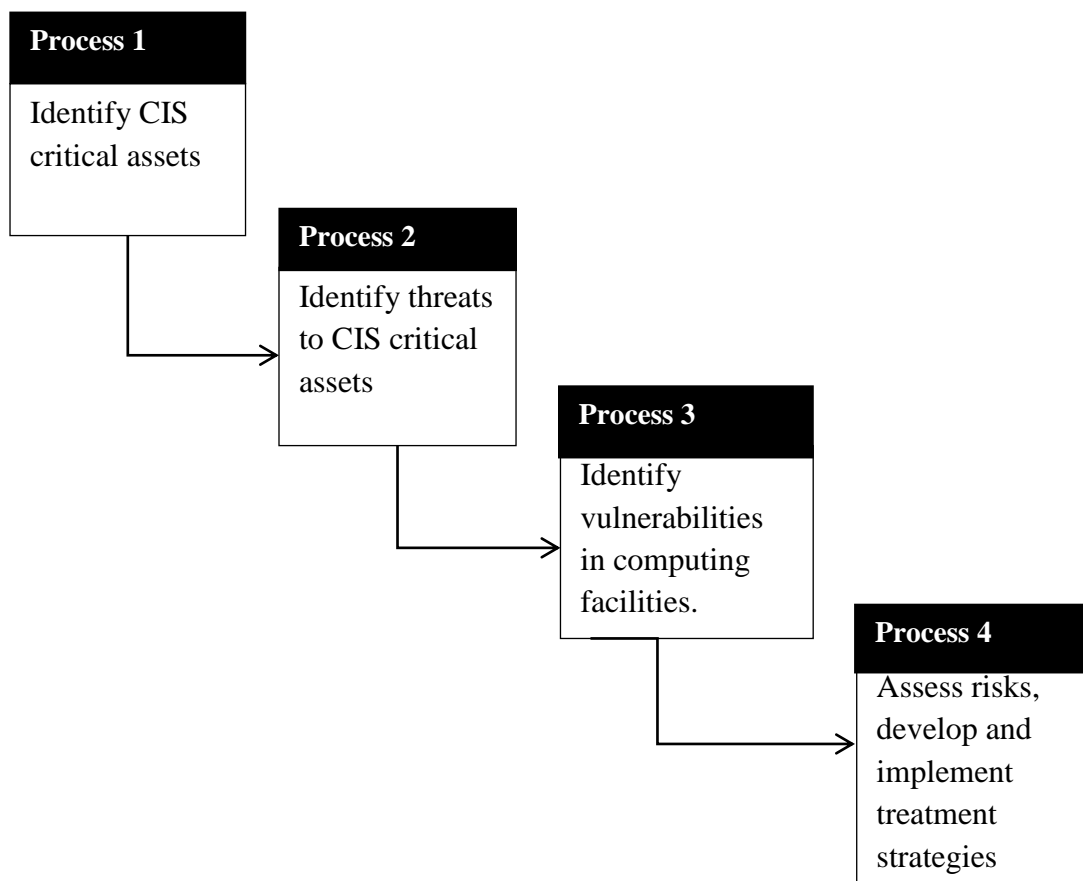 Process 1
Identify CIS
critical assets
Process 2
Identify threats
to CIS critical
assets
Process 3
Identify
vulnerabilities
in computing
facilities.
Process 4
Assess risks,
develop and
implement
treatment
strategies